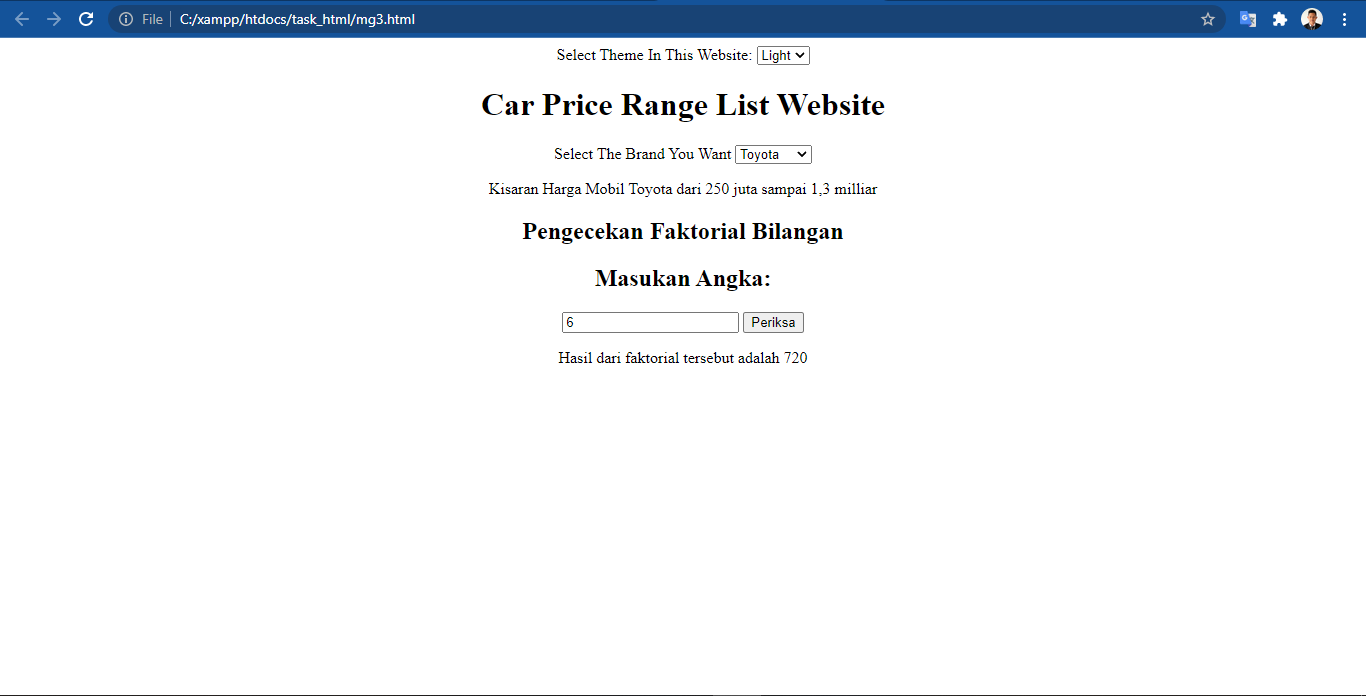 File C:/xampp/htdocs/task_html/mg3.html
Select Theme In This Website: Light
Car Price Range List Website
Select The Brand You Want Toyota
Kisaran Harga Mobil Toyota dari 250 juta sampai 1,3 milliar
Pengecekan Faktorial Bilangan
Masukan Angka:
6 Periksa
Hasil dari faktorial tersebut adalah 720